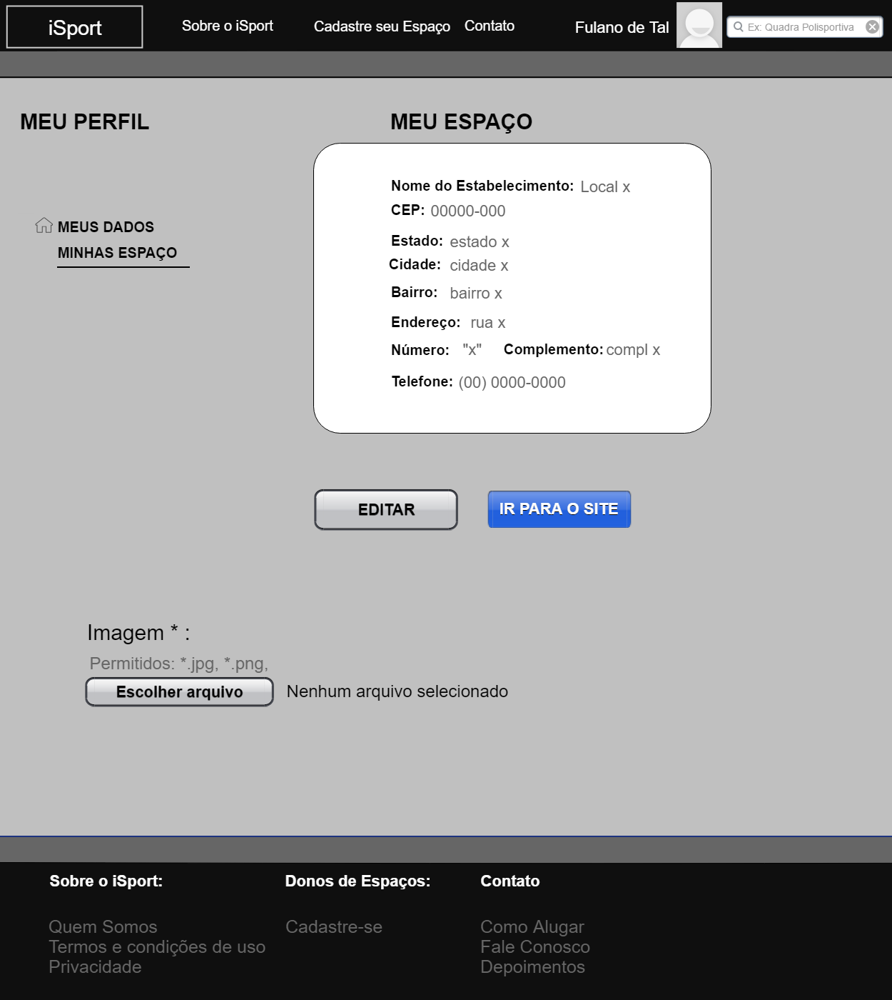 iSport
Sobre o iSport
Cadastre seu Espaço
Contato
Fulano de Tal
Ex: Quadra Polisportiva
MEU PERFIL
MEUS DADOS
MINHAS ESPAÇO
MEU ESPAÇO
Nome do Estabelecimento: Local x
CEP: 00000-000
Estado: estado x
Cidade: cidade x
Bairro: bairro x
Endereço: rua x
Número: "x" Complemento: compl x
Telefone: (00) 0000-0000
EDITAR
IR PARA O SITE
Imagem * :
Permitidos: *.jpg, *.png,
Escolher arquivo
Nenhum arquivo selecionado
Sobre o iSport:
Quem Somos
Termos e condições de uso
Privacidade
Donos de Espaços:
Cadastre-se
Contato
Como Alugar
Fale Conosco
Depoimentos